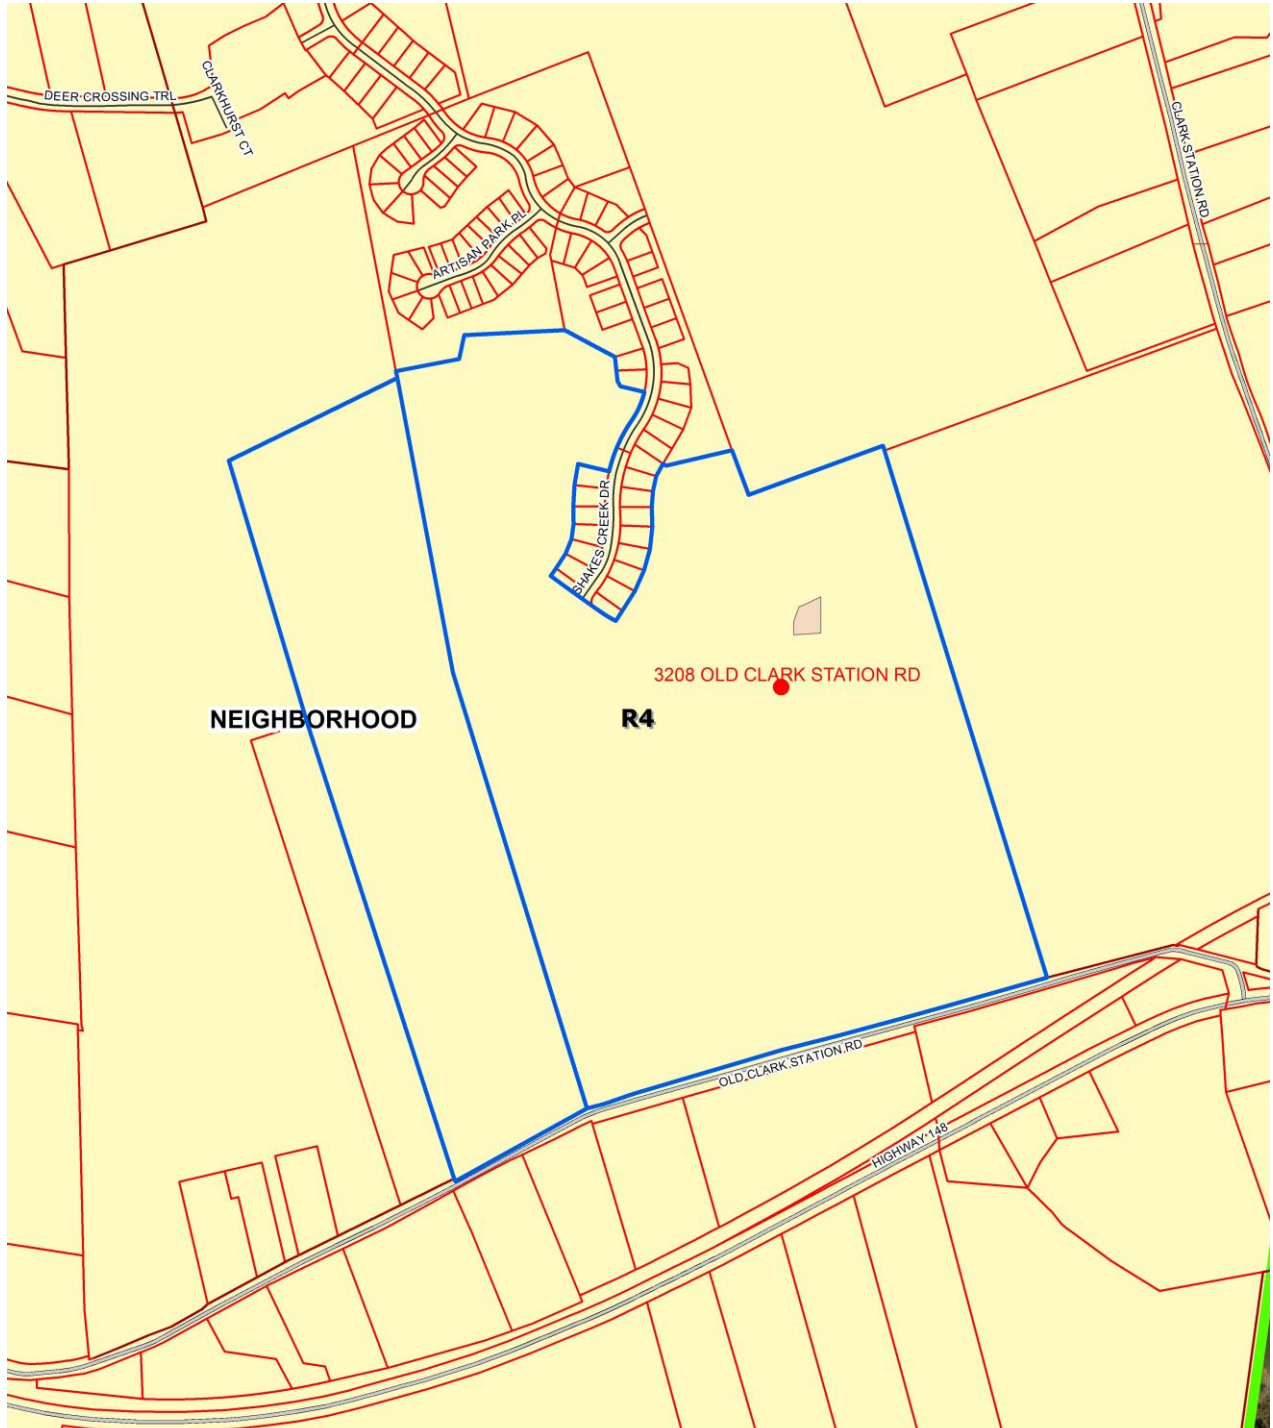 DEER CROSSING TRL
CLARKHURST CT
CLARK STATION RD
ARTISAN PARK PL
SHAKES CREEK DR
3208 OLD CLARK STATION RD
NEIGHBORHOOD
R4
OLD CLARK STATION RD
HIGHWAY 148